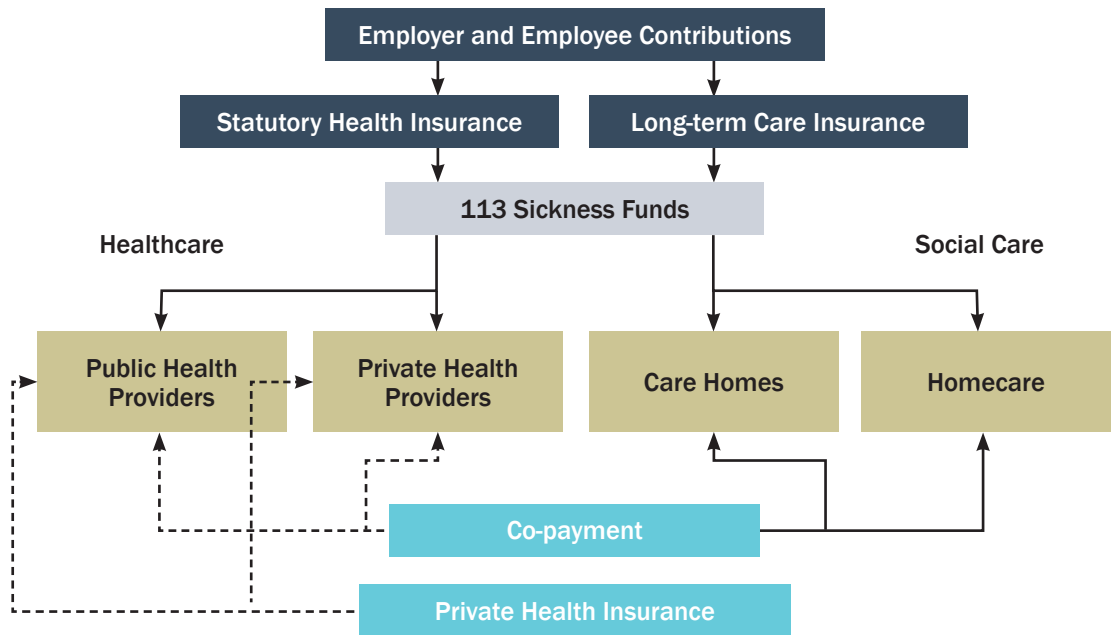 Employer and Employee Contributions
Statutory Health Insurance
Long-term Care Insurance
113 Sickness Funds
Healthcare
Social Care
Public Health
Providers
Private Health
Providers
Care Homes
Homecare
Co-payment
Private Health Insurance